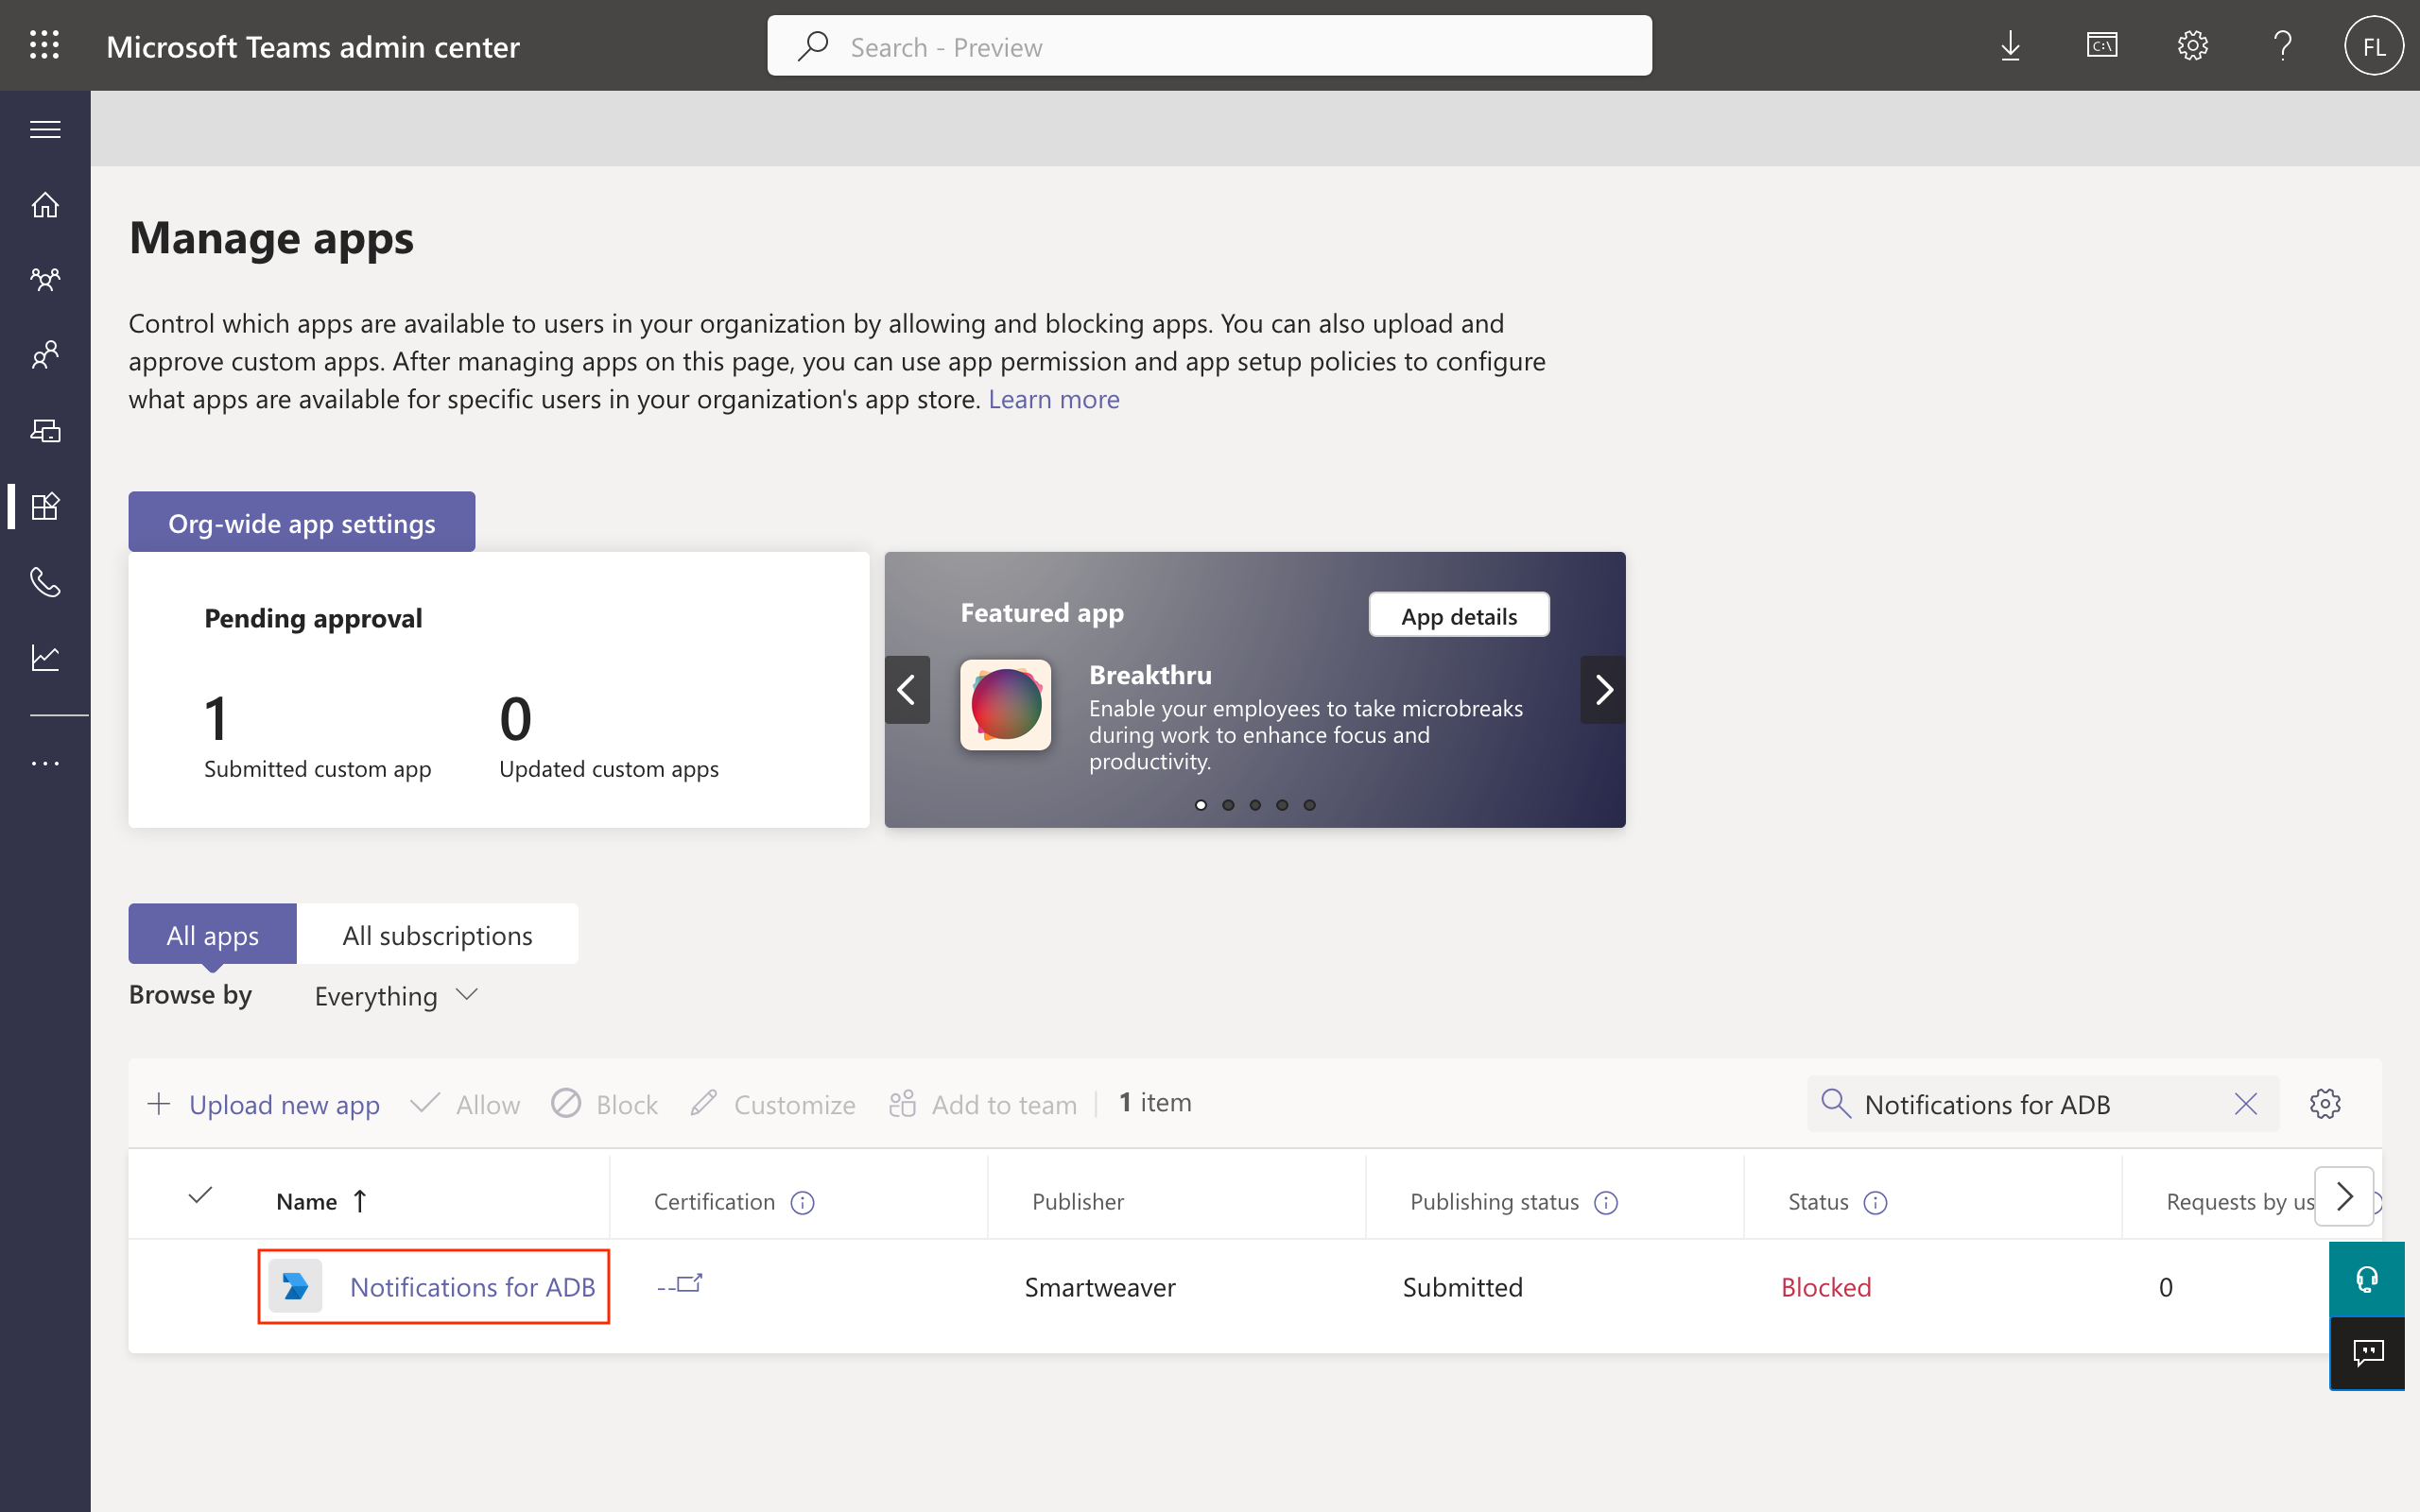 Microsoft Teams admin center
Search - Preview
C:\
FL
Manage apps
Control which apps are available to users in your organization by allowing and blocking apps. You can also upload and
approve custom apps. After managing apps on this page, you can use app permission and app setup policies to configure
what apps are available for specific users in your organization's app store. Learn more
Org-wide app settings
Pending approval
1
0
Submitted custom app
Updated custom apps
Featured app
App details
Breakthru
Enable your employees to take microbreaks
during work to enhance focus and
productivity.
All apps
All subscriptions
Browse by
Everything
Upload new app
Allow
Block
Customize
Add to team
1 item
Notifications for ADB
Name ↑
Certification
Publisher
Publishing status
Status
Requests by us
Notifications for ADB
--
Smartweaver
Submitted
Blocked
0